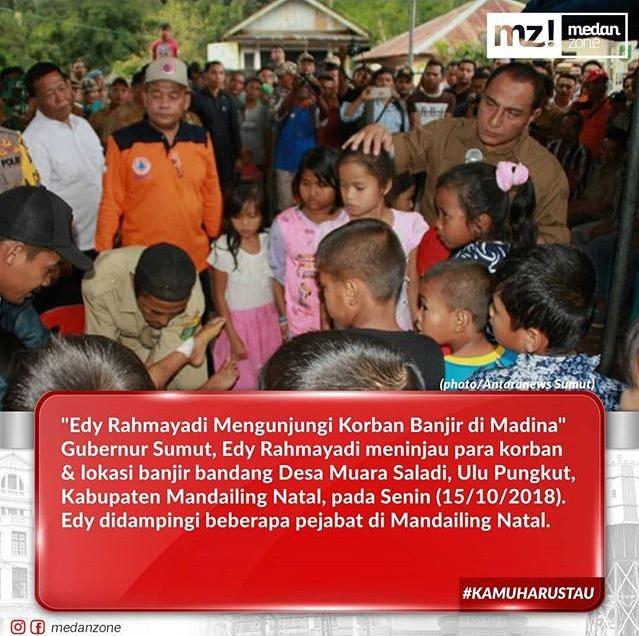 mz! medan
zone
POLISI
(photo/Antaranews Sumut)
"Edy Rahmayadi Mengunjungi Korban Banjir di Madina"
Gubernur Sumut, Edy Rahmayadi meninjau para korban
& lokasi banjir bandang Desa Muara Saladi, Ulu Pungkut,
Kabupaten Mandailing Natal, pada Senin (15/10/2018).
Edy didampingi beberapa pejabat di Mandailing Natal.
#KAMUHARUSTAU
medanzone